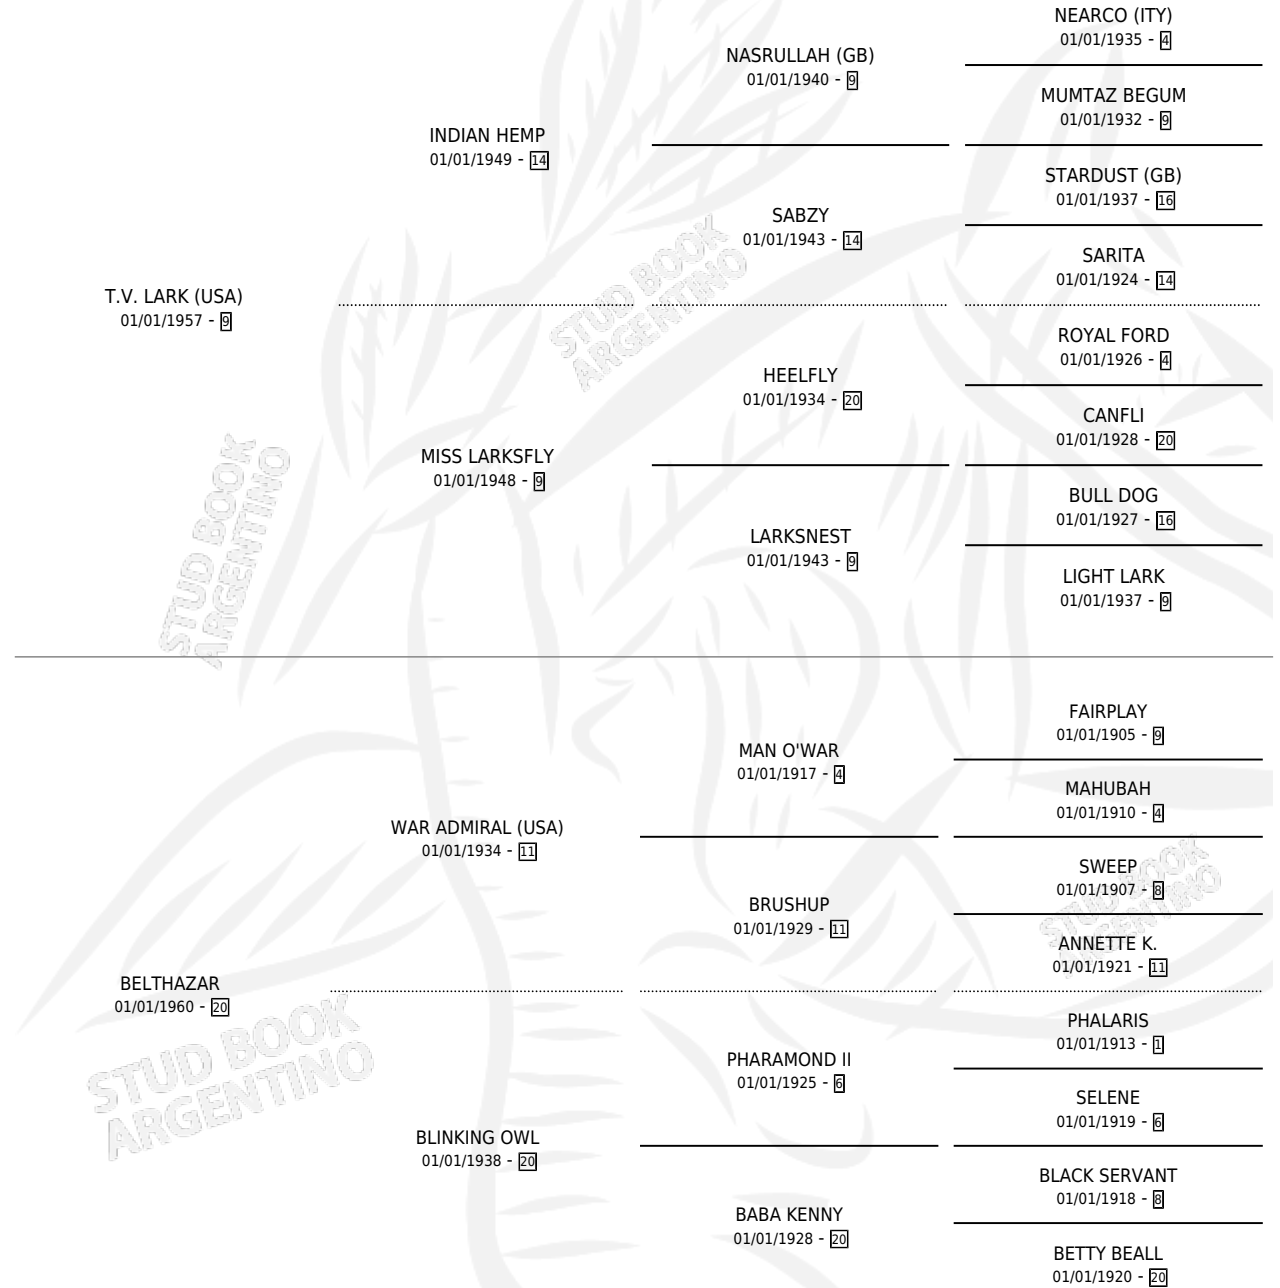 NEARCO (ITY)
01/01/1935 - 4
NASRULLAH (GB)
01/01/1940 - 9
MUMTAZ BEGUM
01/01/1932 - 9
INDIAN HEMP
01/01/1949 - 14
STARDUST (GB)
01/01/1937 - 16
SABZY
01/01/1943 - 14
SARITA
01/01/1924 - 14
T.V. LARK (USA)
01/01/1957 - 9
ROYAL FORD
01/01/1926 - 4
HEELFLY
01/01/1934 - 20
CANFLI
01/01/1928 - 20
MISS LARKSFLY
01/01/1948 - 9
BULL DOG
01/01/1927 - 16
LARKSNEST
01/01/1943 - 9
LIGHT LARK
01/01/1937 - 9
STUD BOOK
ARGENTINO
STUD BOOK
ARGENTINO
FAIRPLAY
01/01/1905 - 9
MAN O'WAR
01/01/1917 - 4
MAHUBAH
01/01/1910 - 4
WAR ADMIRAL (USA)
01/01/1934 - 11
SWEEP
01/01/1907 - 8
BRUSHUP
01/01/1929 - 11
ANNETTE K.
01/01/1921 - 11
BELTHAZAR
01/01/1960 - 20
PHALARIS
01/01/1913 - 1
PHARAMOND II
01/01/1925 - 6
SELENE
01/01/1919 - 6
BLINKING OWL
01/01/1938 - 20
BLACK SERVANT
01/01/1918 - 8
BABA KENNY
01/01/1928 - 20
BETTY BEALL
01/01/1920 - 20
STUD BOOK
ARGENTINO
STUD BOOK
ARGENTINO